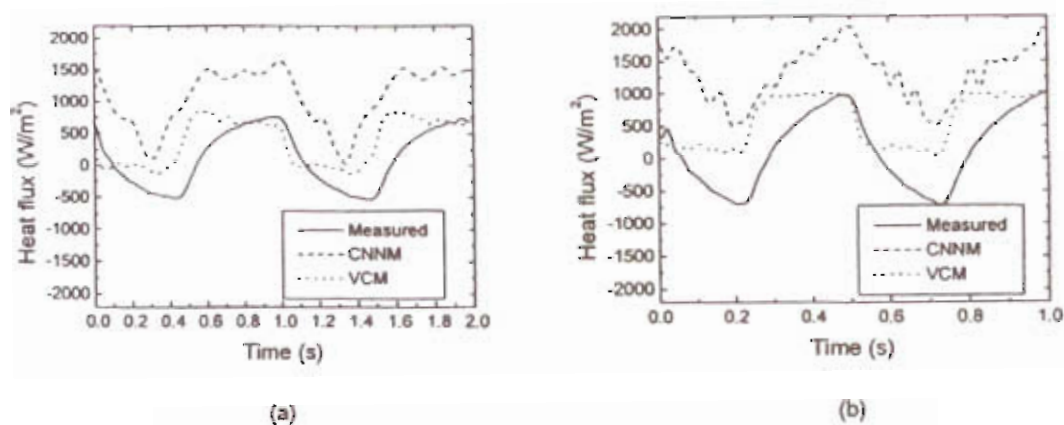 2000
1500
1000
500
0
-500
-1000
-1500
-2000
Heat flux (W/m²)
Measured
CNNM
VCM
0.0 0.2 0.4 0.6 0.8 1.0 1.2 1.4 1.6 1.8 2.0
Time (s)
(a)
2000
1500
1000
500
0
-500
-1000
-1500
-2000
Heat flux (W/m²)
Measured
CNNM
VCM
0.0 0.2 0.4 0.6 0.8 1.0
Time (s)
(b)